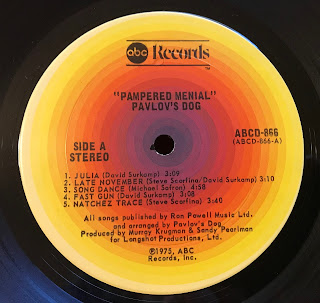 abc Records
"PAMPERED MENIAL"
PAVLOV'S DOG
ABCD-866
(ABCD-866-A)
SIDE A
STEREO
1. JULIA (David Surkamp) 3:09
2. LATE NOVEMBER (Steve Scorfina/David Surkamp) 3:10
3. SONG DANCE (Michael Safron) 4:58
4. FAST GUN (David Surkamp) 3:08
5. NATCHEZ TRACE (Steve Scorfina) 3:40
All songs published by Ron Powell Music Ltd.
and arranged by Pavlov's Dog
Produced by Murray Krugman & Sandy Pearlman
for Longshot Productions, Ltd.
℗1975, ABC
Records, Inc.